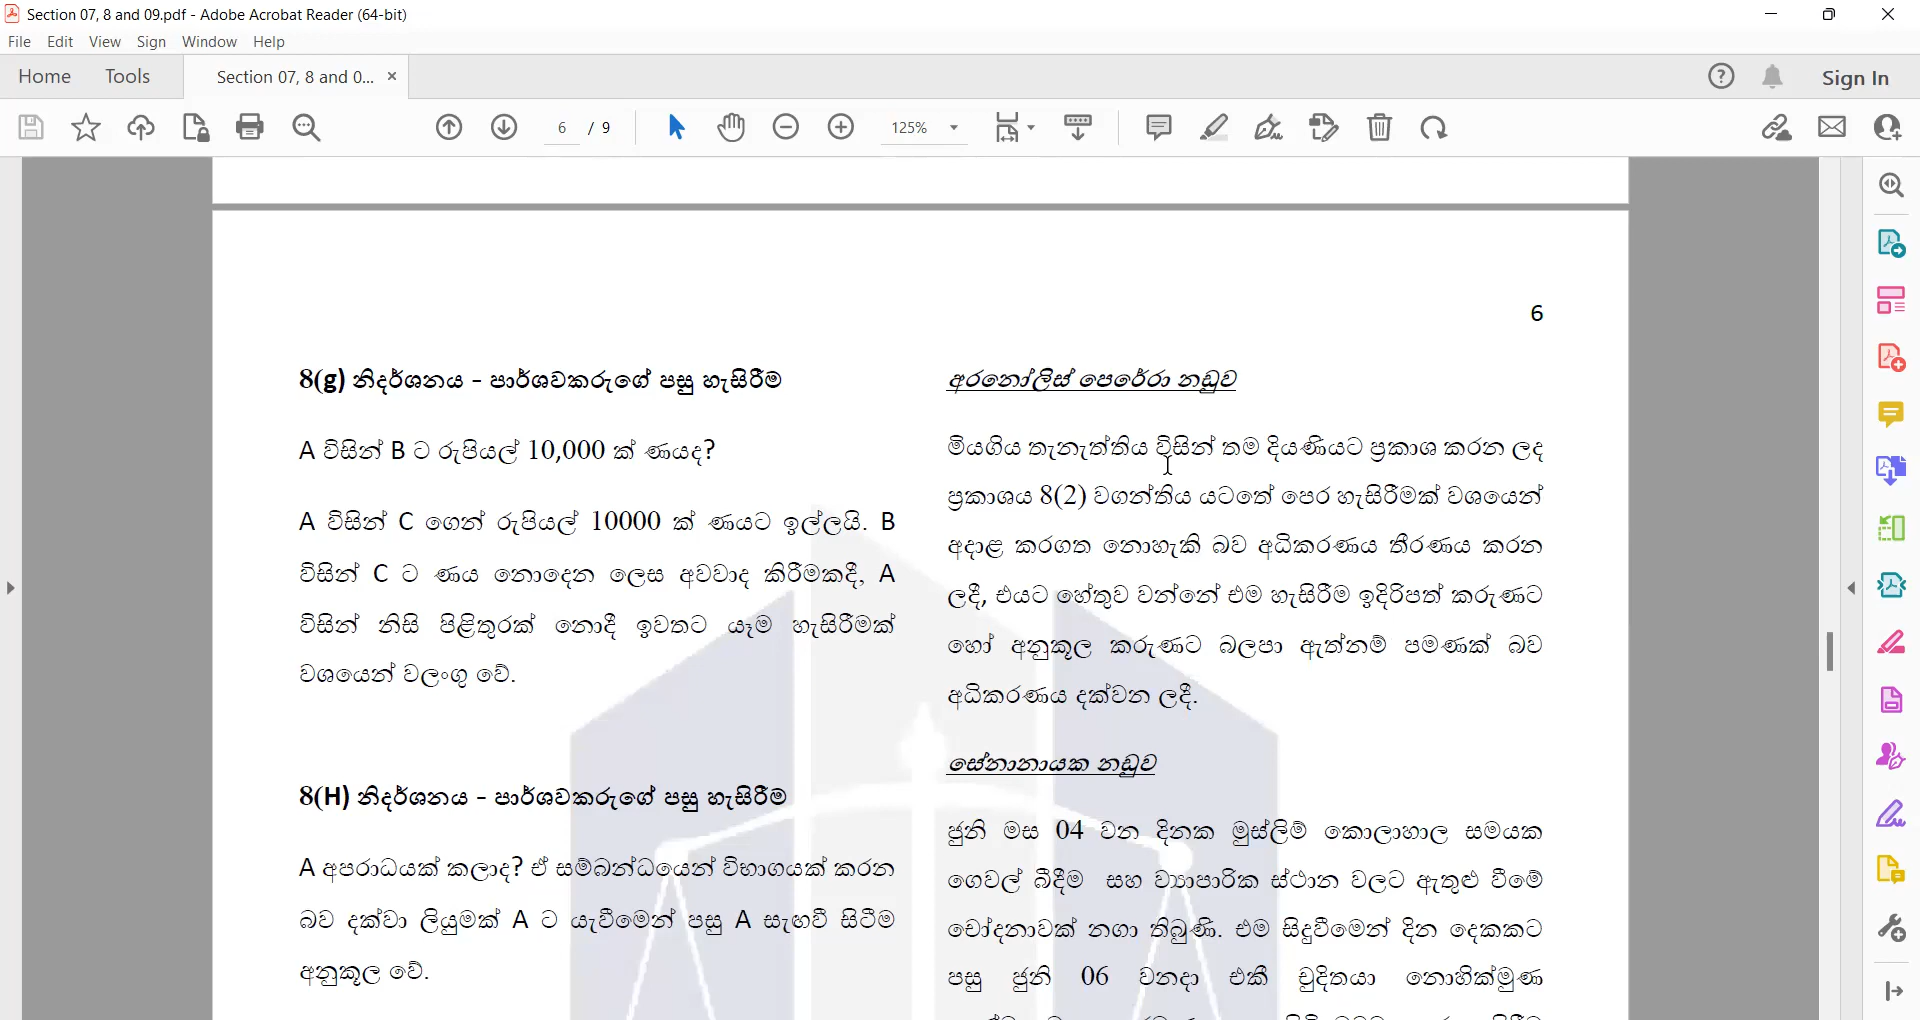 Section 07, 8 and 09.pdf - Adobe Acrobat Reader (64-bit)
File Edit View Sign Window Help
Home Tools Section 07, 8 and 0... × Sign In
6 / 9 125%
6
8(g) නිදර්ශනය - පාර්ශවකරුගේ පසු හැසිරීම
A විසින් B ට රුපියල් 10,000 ක් ණයද?
A විසින් C ගෙන් රුපියල් 10000 ක් ණයට ඉල්ලයි. B
විසින් C ට ණය නොදෙන ලෙස අවවාද කිරීමකදී, A
විසින් නිසි පිළිතුරක් නොදී ඉවතට යෑම හැසිරීමක්
වශයෙන් වලංගු වේ.
8(H) නිදර්ශනය - පාර්ශවකරුගේ පසු හැසිරීම
A අපරාධයක් කලාද? ඒ සම්බන්ධයෙන් විභාගයක් කරන
බව දක්වා ලියුමක් A ට යැවීමෙන් පසු A සැඟවී සිටීම
අනුකූල වේ.
අරනෝලිස් පෙරේරා නඩුව
මියගිය තැනැත්තිය විසින් තම දියණියට ප්‍රකාශ කරන ලද
ප්‍රකාශය 8(2) වගන්තිය යටතේ පෙර හැසිරීමක් වශයෙන්
අදාළ කරගත නොහැකි බව අධිකරණය තීරණය කරන
ලදී, එයට හේතුව වන්නේ එම හැසිරීම ඉදිරිපත් කරුණට
හෝ අනුකූල කරුණට බලපා ඇත්නම් පමණක් බව
අධිකරණය දක්වන ලදී.
සේනානායක නඩුව
ජුනි මස 04 වන දිනක මුස්ලිම් කොලාහාල සමයක
ගෙවල් බිදීම සහ ව්‍යාපාරික ස්ථාන වලට ඇතුළු වීමේ
චෝදනාවක් නගා තිබුණි. එම සිදුවීමෙන් දින දෙකකට
පසු ජුනි 06 වනදා එකී චුදිතයා නොහික්මුණ